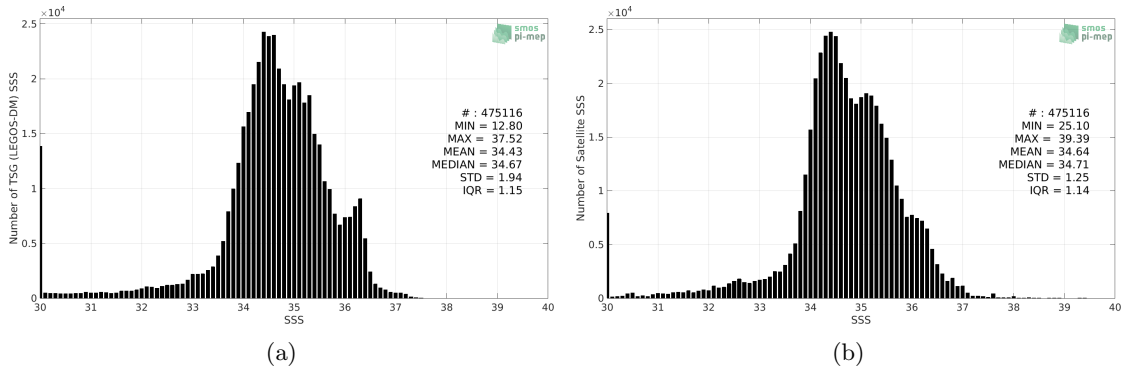 ×10⁴
2.5
2
1.5
1
0.5
0
30 31 32 33 34 35 36 37 38 39 40
SSS
Number of TSG (LEGOS-DM) SSS
smos
pi-mep
# : 475116
MIN = 12.80
MAX = 37.52
MEAN = 34.43
MEDIAN = 34.67
STD = 1.94
IQR = 1.15
(a)
×10⁴
2.5
2
1.5
1
0.5
0
30 31 32 33 34 35 36 37 38 39 40
SSS
Number of Satellite SSS
smos
pi-mep
# : 475116
MIN = 25.10
MAX = 39.39
MEAN = 34.64
MEDIAN = 34.71
STD = 1.25
IQR = 1.14
(b)